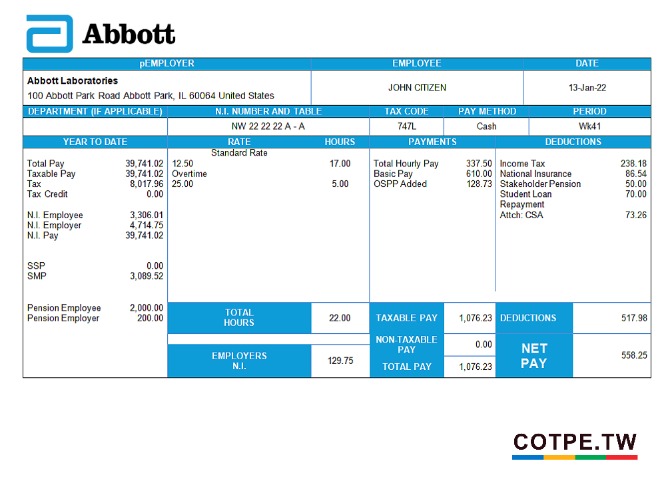 Abbott
pEMPLOYER EMPLOYEE DATE
Abbott Laboratories
100 Abbott Park Road Abbott Park, IL 60064 United States JOHN CITIZEN 13-Jan-22
DEPARTMENT (IF APPLICABLE) N.I. NUMBER AND TABLE TAX CODE PAY METHOD PERIOD
NW 22 22 22 A - A 747L Cash Wk41
YEAR TO DATE RATE HOURS PAYMENTS DEDUCTIONS
Standard Rate
Total Pay 39,741.02 12.50 17.00 Total Hourly Pay 337.50 Income Tax 238.18
Taxable Pay 39,741.02 Overtime Basic Pay 610.00 National Insurance 86.54
Tax 8,017.96 25.00 5.00 OSPP Added 128.73 Stakeholder Pension 50.00
Tax Credit 0.00 Student Loan 70.00
Repayment
N.I. Employee 3,306.01 Attch: CSA 73.26
N.I. Employer 4,714.75
N.I. Pay 39,741.02
SSP 0.00
SMP 3,089.52
Pension Employee 2,000.00
Pension Employer 200.00
TOTAL
HOURS 22.00 TAXABLE PAY 1,076.23 DEDUCTIONS 517.98
NON-TAXABLE
PAY 0.00
EMPLOYERS
N.I. 129.75 TOTAL PAY 1,076.23
NET
PAY 558.25
COTPE.TW